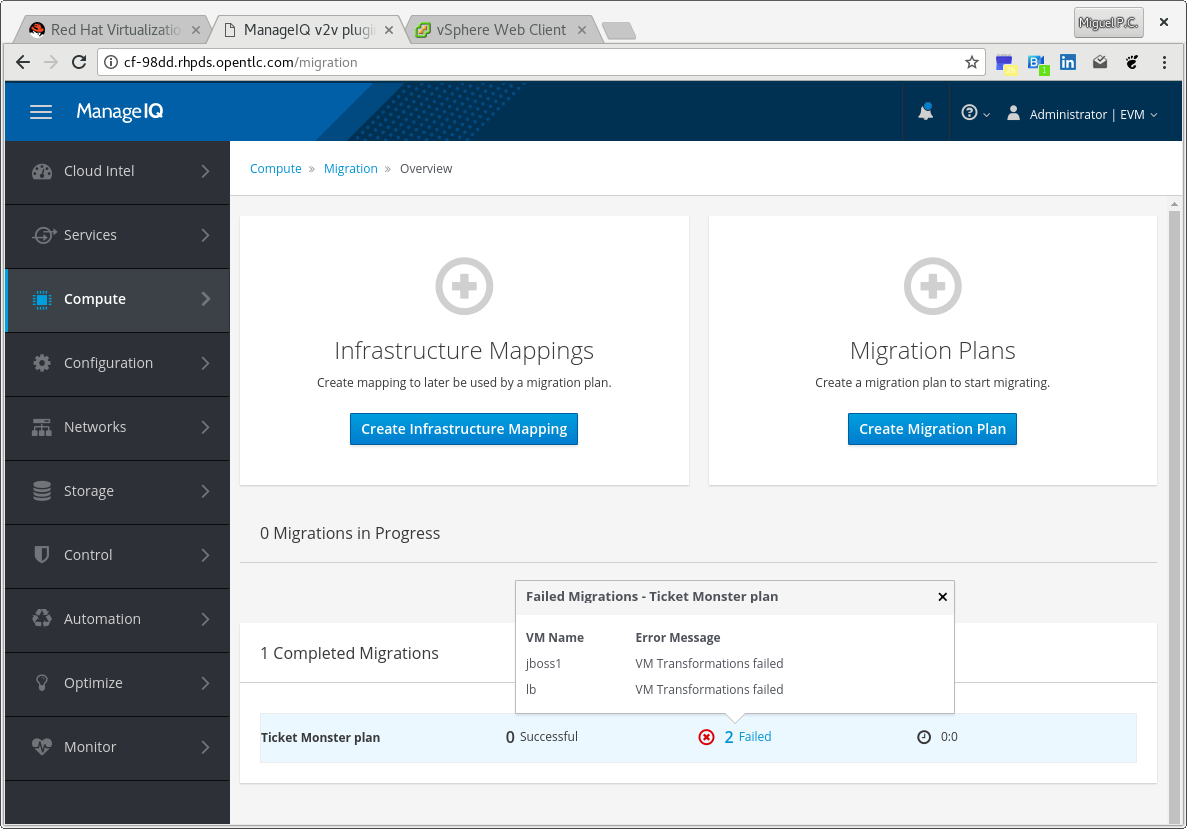 Red Hat Virtualizatio
ManageIQ v2v plugi
vSphere Web Client
Miguel P.C.
cf-98dd.rhpds.opentlc.com/migration
1
ManageIQ
Administrator | EVM
Cloud Intel
Services
Compute
Configuration
Networks
Storage
Control
Automation
Optimize
Monitor
Compute » Migration » Overview
Infrastructure Mappings
Create mapping to later be used by a migration plan.
Create Infrastructure Mapping
Migration Plans
Create a migration plan to start migrating.
Create Migration Plan
0 Migrations in Progress
Failed Migrations - Ticket Monster plan
VM Name Error Message
jboss1 VM Transformations failed
lb VM Transformations failed
1 Completed Migrations
Ticket Monster plan 0 Successful 2 Failed 0:0